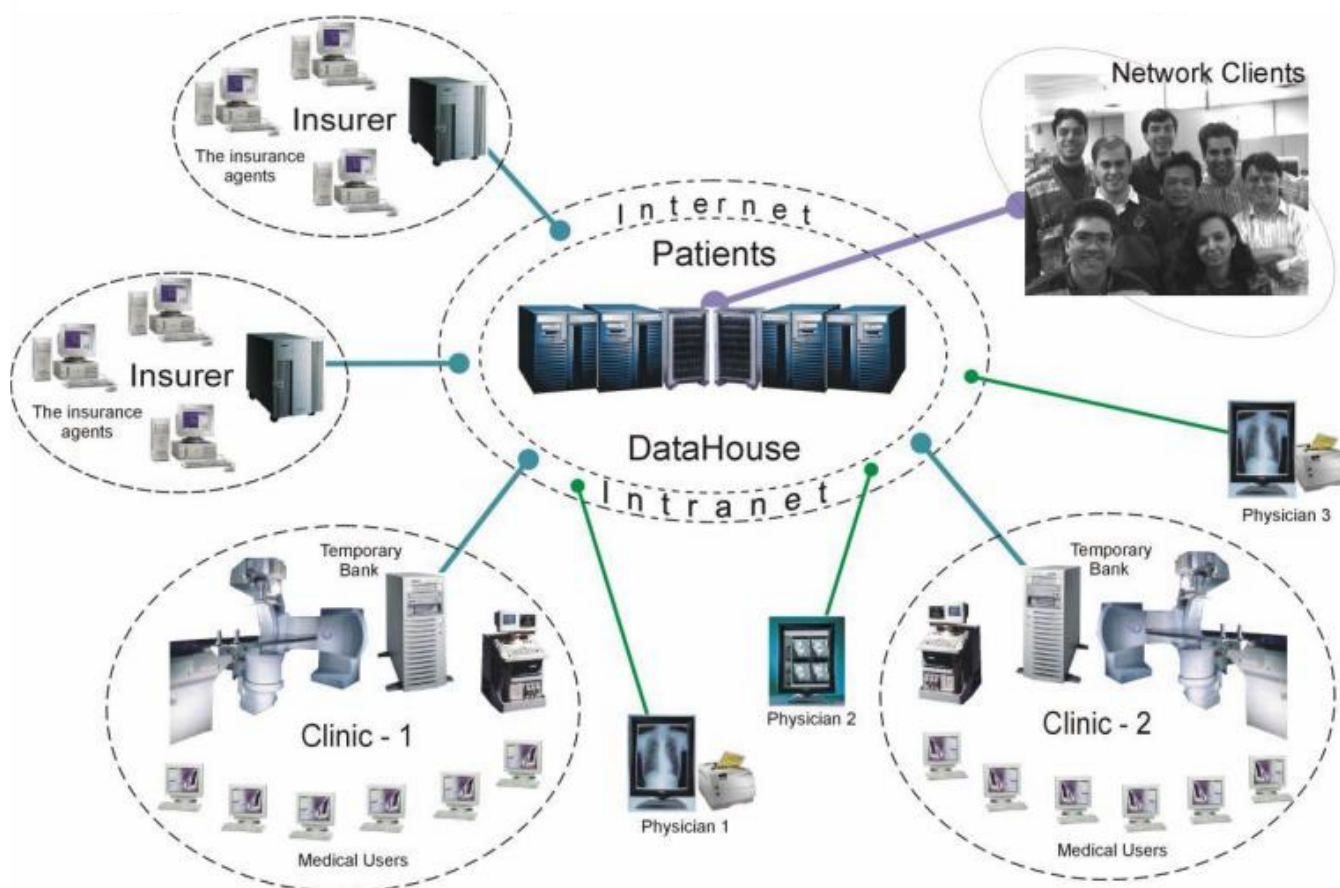 Network Clients
Insurer
The insurance
agents
Internet
Patients
Insurer
The insurance
agents
DataHouse
Intranet
Physician 3
Temporary
Bank
Clinic - 1
Medical Users
Physician 1
Physician 2
Temporary
Bank
Clinic - 2
Medical Users